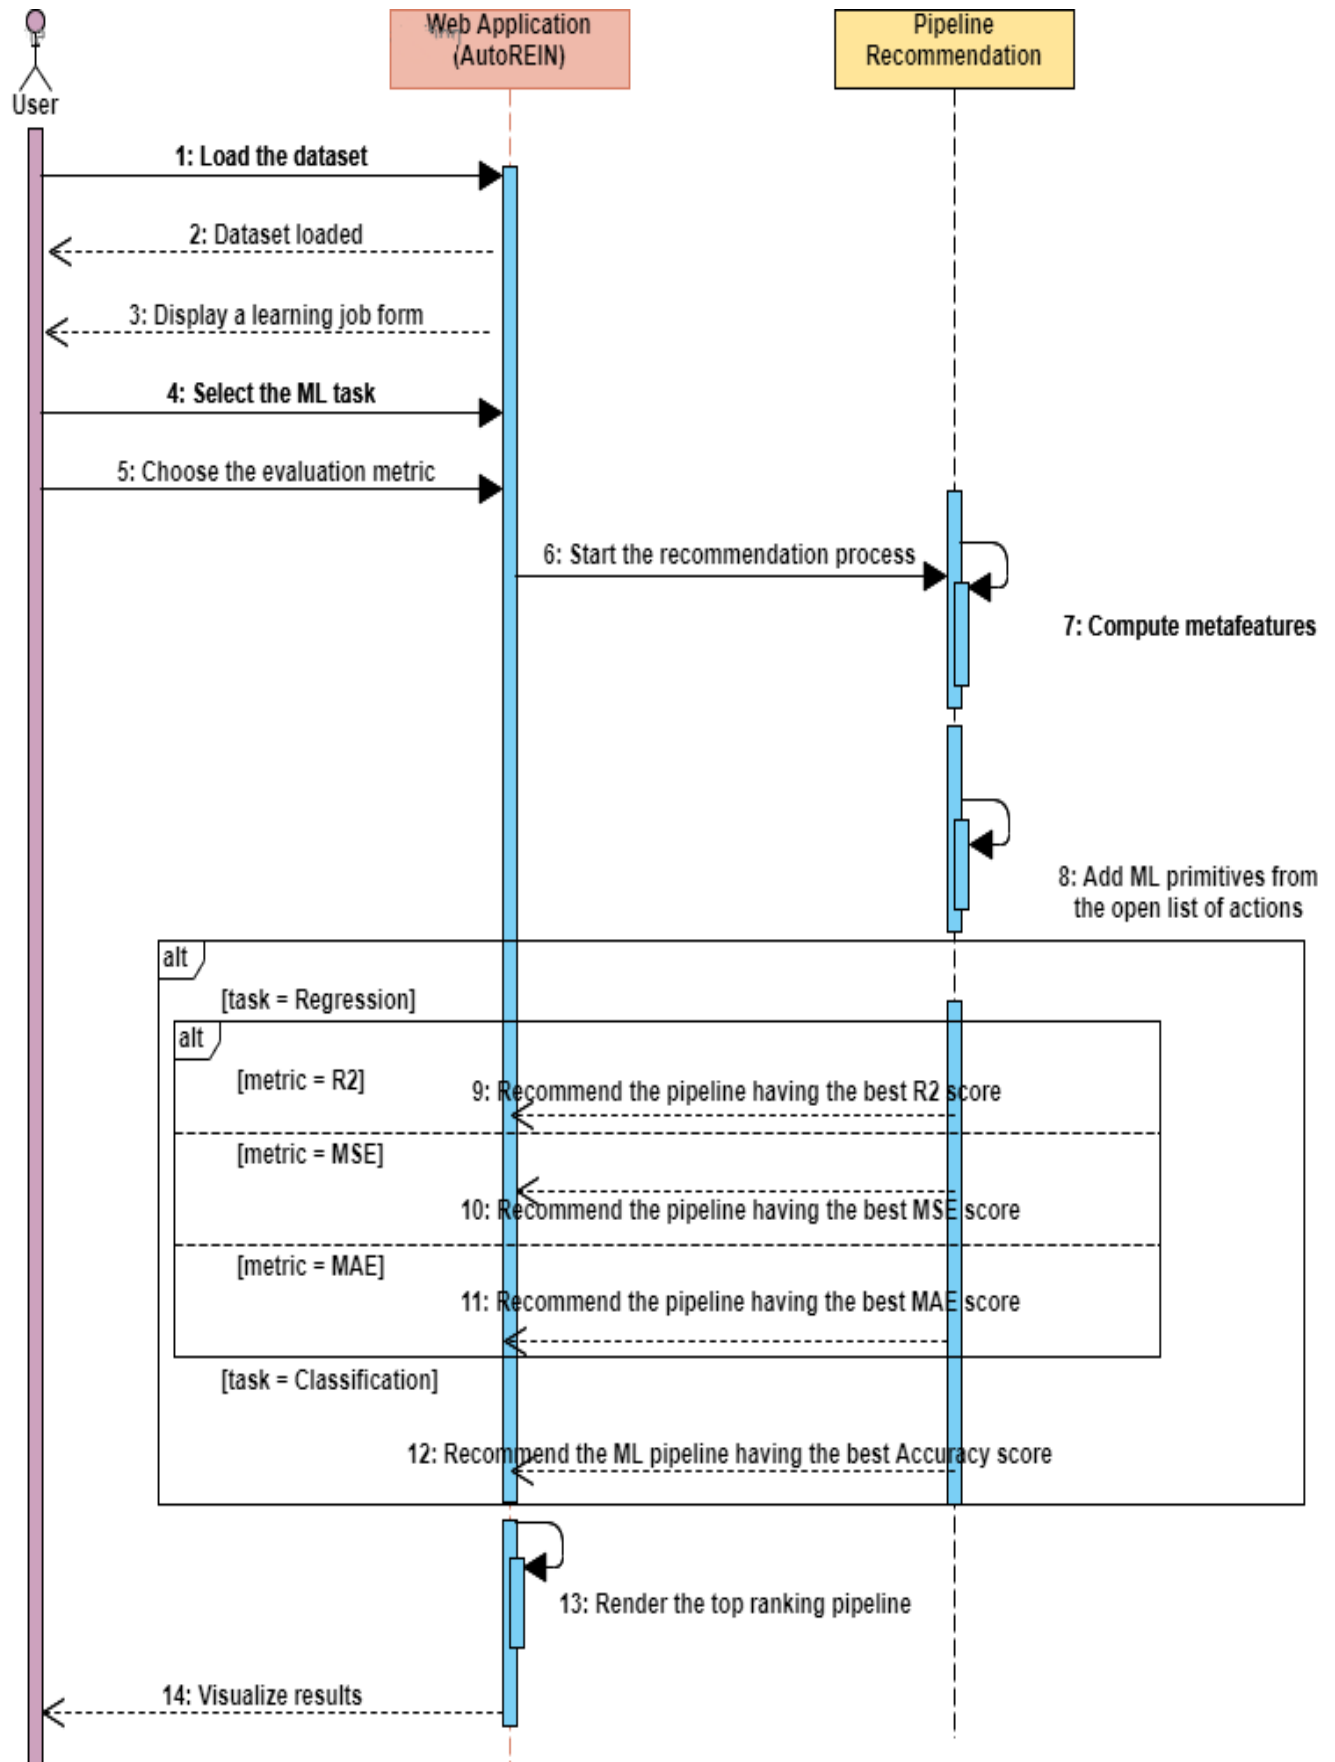 Web Application
(AutoREIN)
Pipeline
Recommendation
User
1: Load the dataset
2: Dataset loaded
3: Display a learning job form
4: Select the ML task
5: Choose the evaluation metric
6: Start the recommendation process
7: Compute metafeatures
8: Add ML primitives from
the open list of actions
alt
[task = Regression]
alt
[metric = R2]
9: Recommend the pipeline having the best R2 score
[metric = MSE]
10: Recommend the pipeline having the best MSE score
[metric = MAE]
11: Recommend the pipeline having the best MAE score
[task = Classification]
12: Recommend the ML pipeline having the best Accuracy score
13: Render the top ranking pipeline
14: Visualize results